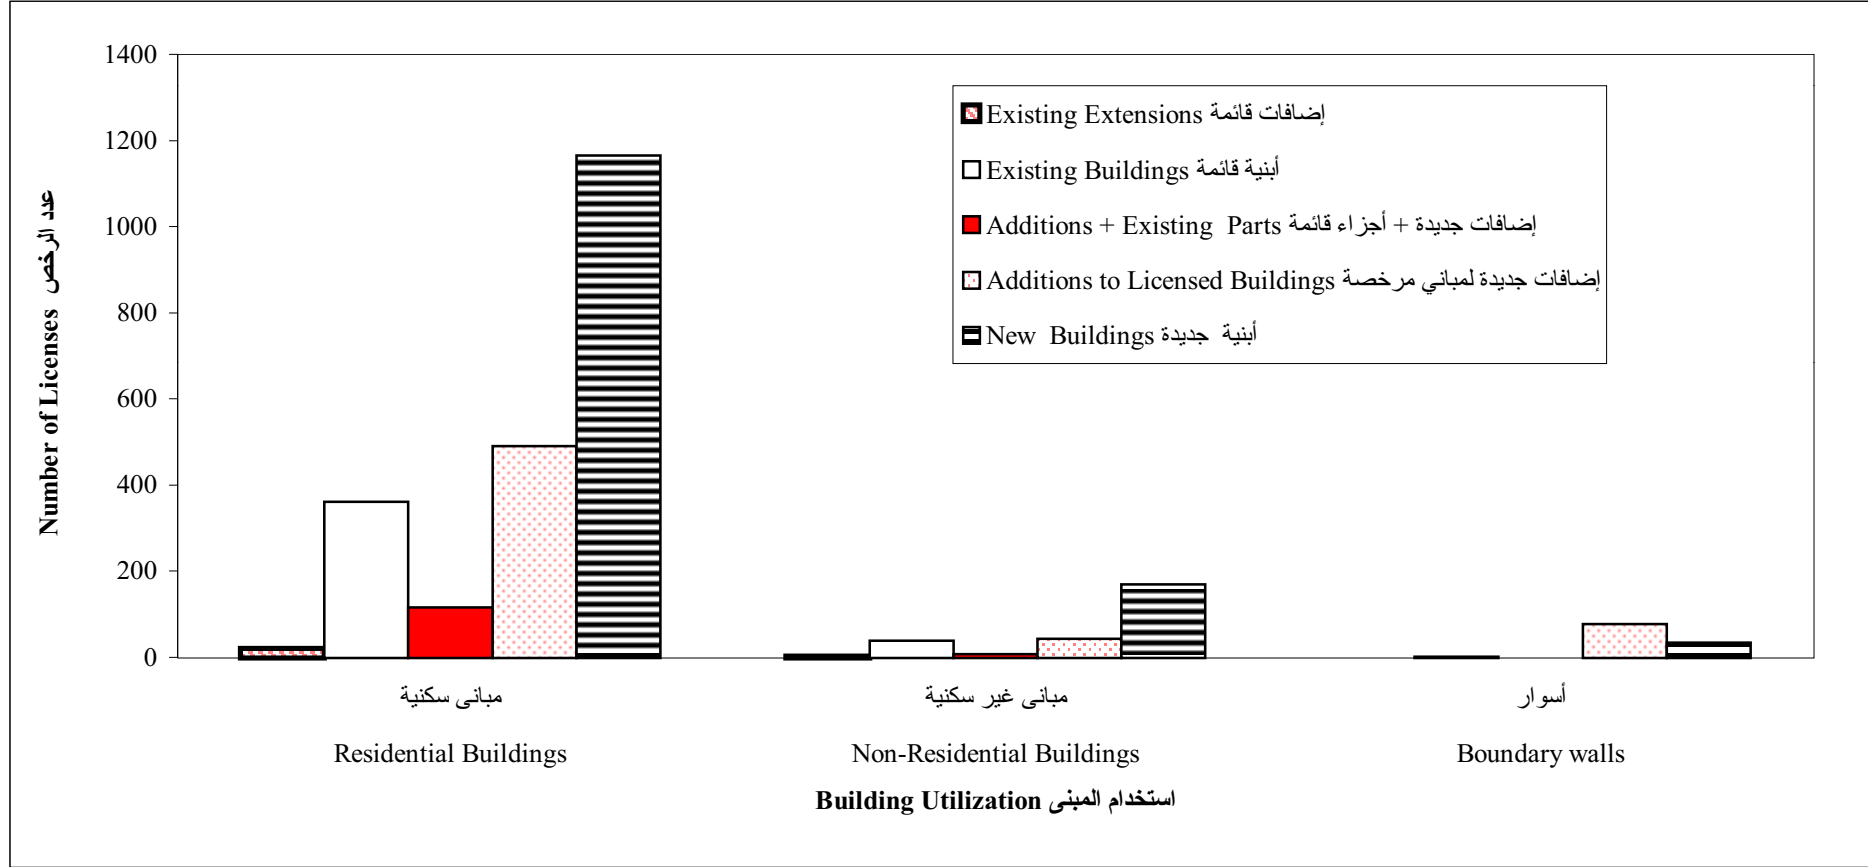 1400
1200
1000
800
600
400
200
0
عدد الرخص Number of Licenses
Existing Extensions إضافات قائمة
Existing Buildings أبنية قائمة
Additions + Existing Parts إضافات جديدة + أجزاء قائمة
Additions to Licensed Buildings إضافات جديدة لمباني مرخصة
New Buildings أبنية جديدة
مبانى سكنية
مبانى غير سكنية
أسوار
Residential Buildings
Non-Residential Buildings
Boundary walls
Building Utilization استخدام المبنى